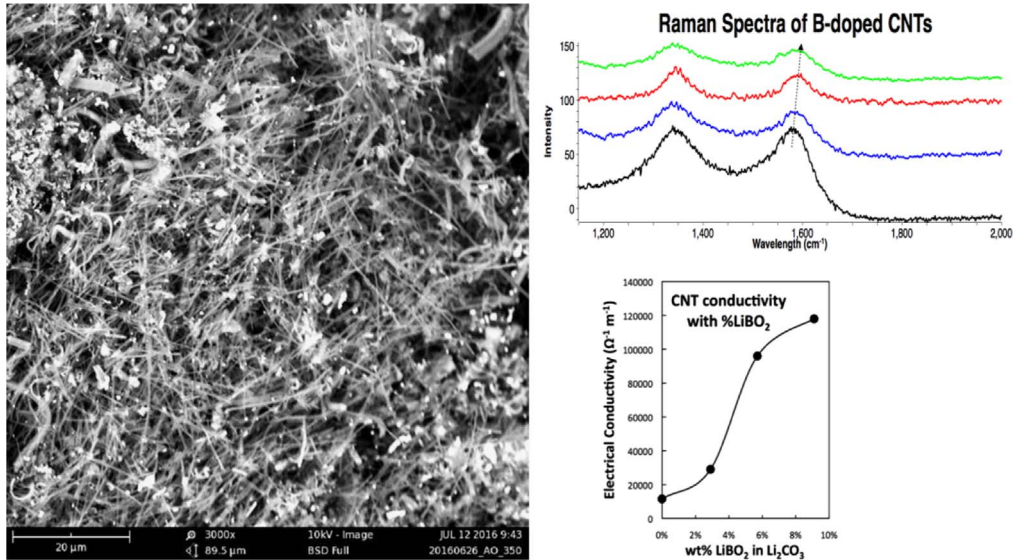 20 µm
3000x
89.5 µm
10kV - Image
BSD Full
JUL 12 2016 9:43
20160626_AO_350
Raman Spectra of B-doped CNTs
Intensity
150
100
50
0
1,200 1,400 1,600 1,800 2,000
Wavelength (cm⁻¹)
CNT conductivity
with %LiBO₂
Electrical Conductivity (Ω⁻¹ m⁻¹)
140000
120000
100000
80000
60000
40000
20000
0
0% 2% 4% 6% 8% 10%
wt% LiBO₂ in Li₂CO₃